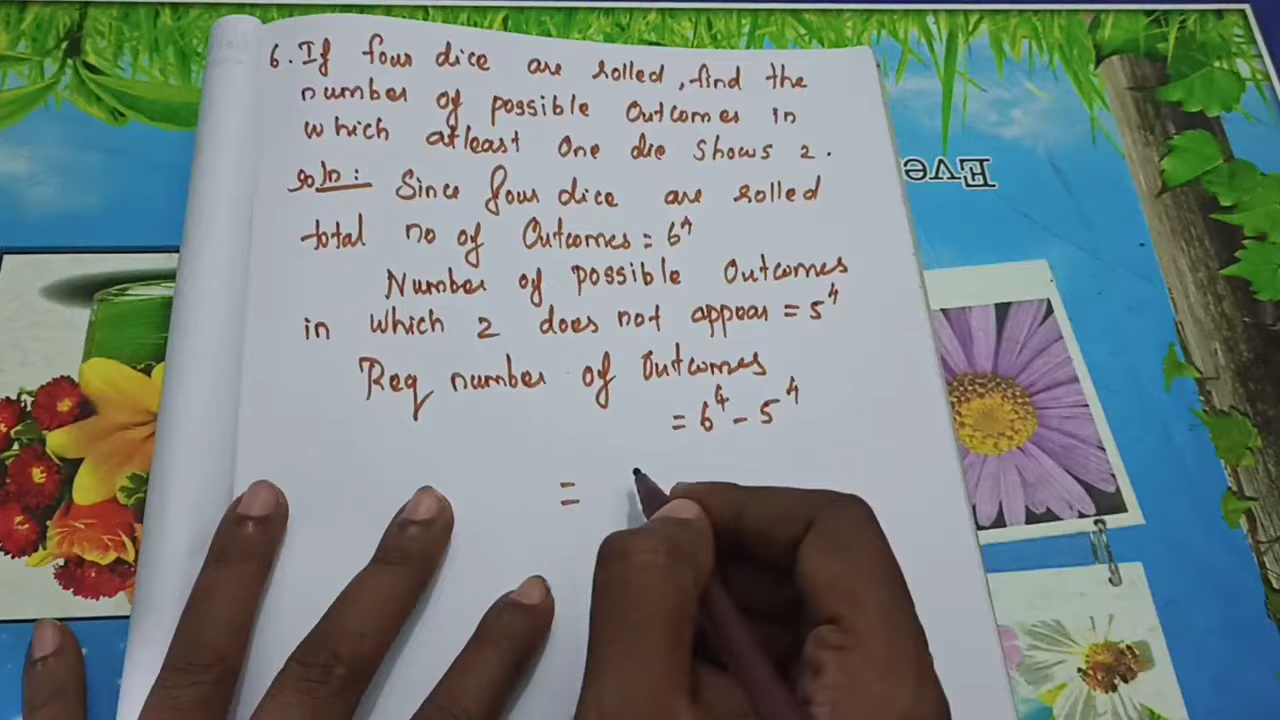 6. If four dice are rolled, find the
number of possible outcomes in
which atleast one die shows 2.
Soln: Since four dice are rolled
total no of Outcomes = 6⁴
Number of possible Outcomes
in which 2 does not appear = 5⁴
Req number of Outcomes
= 6⁴ - 5⁴
=
Eve